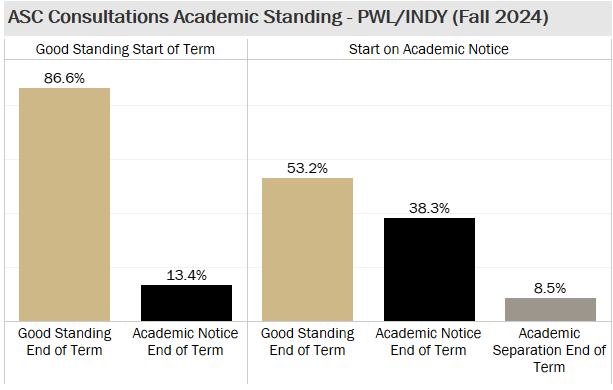 ASC Consultations Academic Standing - PWL/INDY (Fall 2024)
Good Standing Start of Term
Start on Academic Notice
86.6%
13.4%
53.2%
38.3%
8.5%
Good Standing
End of Term
Academic Notice
End of Term
Good Standing
End of Term
Academic Notice
End of Term
Academic
Separation End of
Term